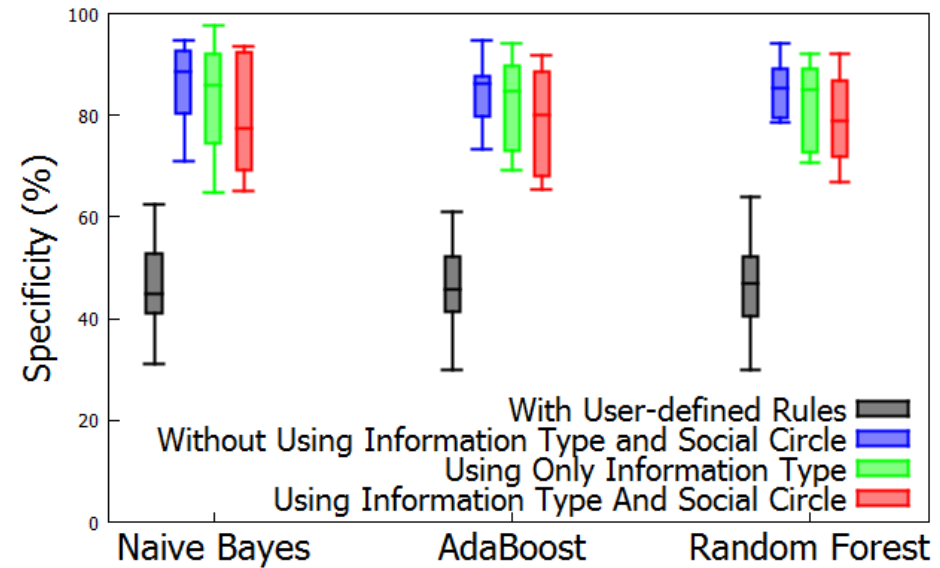 100
80
60
40
20
0
Specificity (%)
With User-defined Rules
Without Using Information Type and Social Circle
Using Only Information Type
Using Information Type And Social Circle
Naive Bayes
AdaBoost
Random Forest